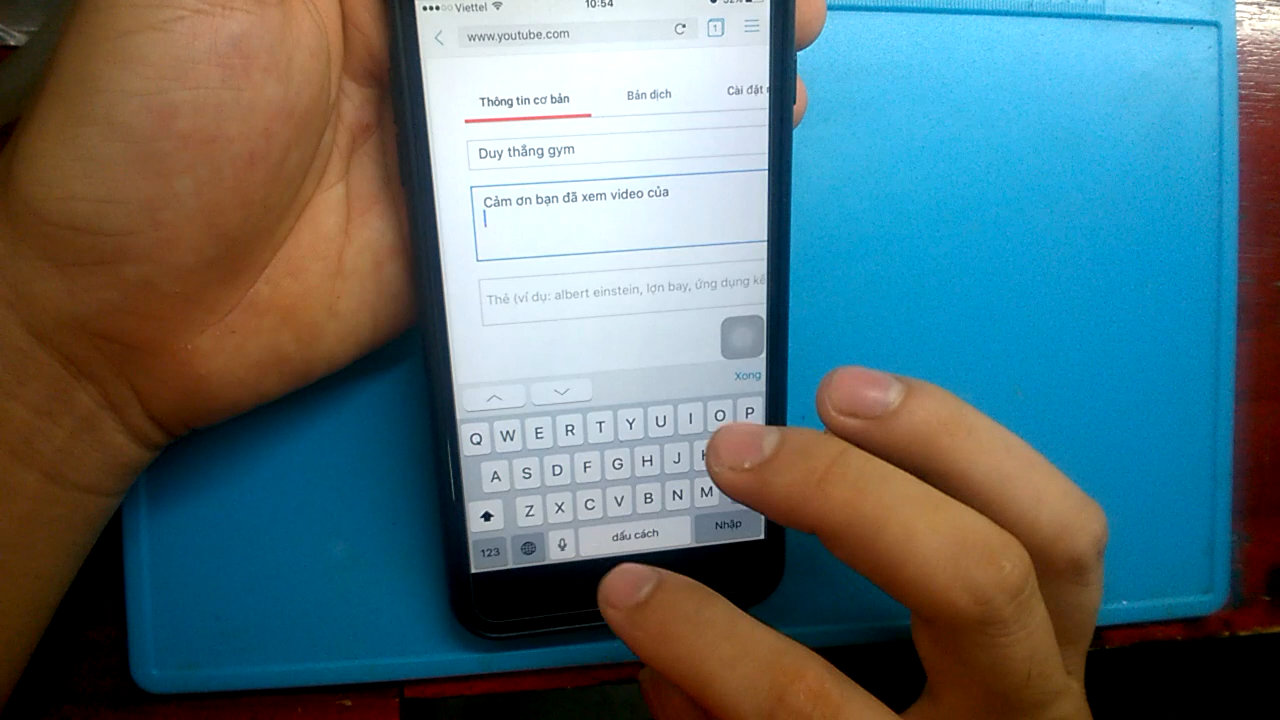 Viettel 10:54
www.youtube.com 1
Thông tin cơ bản Bản dịch Cài đặt
Duy thắng gym
Cảm ơn bạn đã xem video của
Thẻ (ví dụ: albert einstein, lợn bay, ứng dụng
Xong
Q W E R T Y U I O P
A S D F G H J
Z X C V B N M
123 dấu cách Nhập